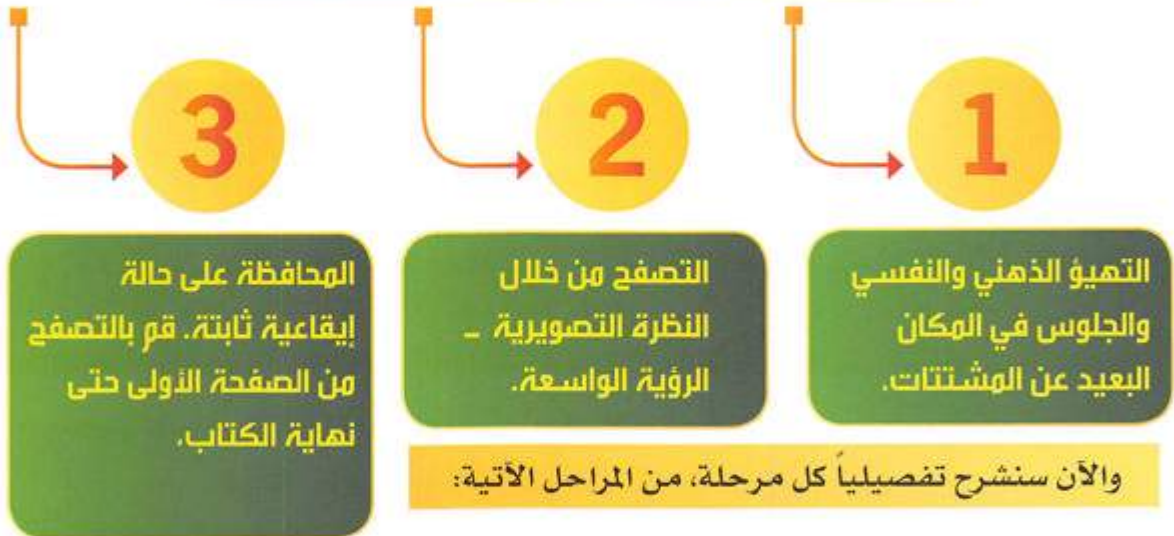 1
التهيؤ الذهني والنفسي
والجلوس في المكان
البعيد عن المشتتات.
2
التصفح من خلال
النظرة التصويرية –
الرؤية الواسعة.
3
المحافظة على حالة
إيقاعية ثابتة. قم بالتصفح
من الصفحة الأولى حتى
نهاية الكتاب.
والآن سنشرح تفصيلياً كل مرحلة، من المراحل الآتية: